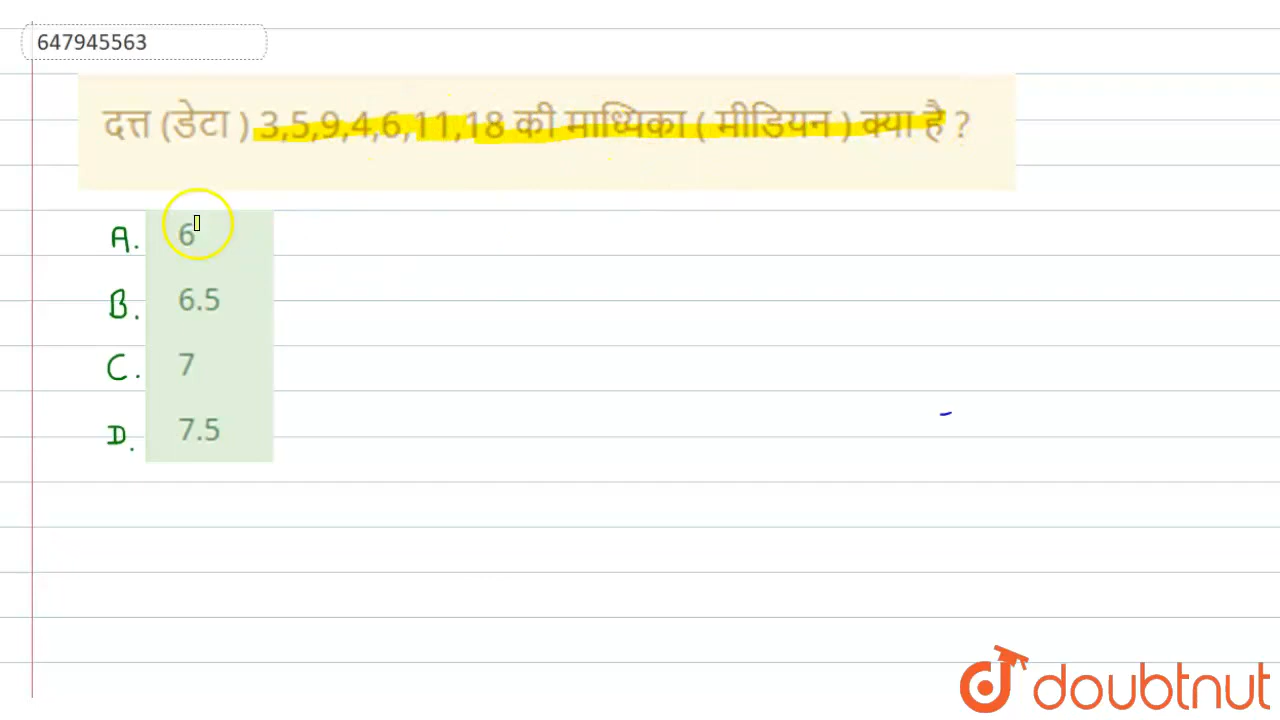 647945563
दत्त (डेटा ) 3,5,9,4,6,11,18 की माध्यिका ( मीडियन ) क्या है ?
A. 6
B. 6.5
C. 7
D. 7.5
doubtnut